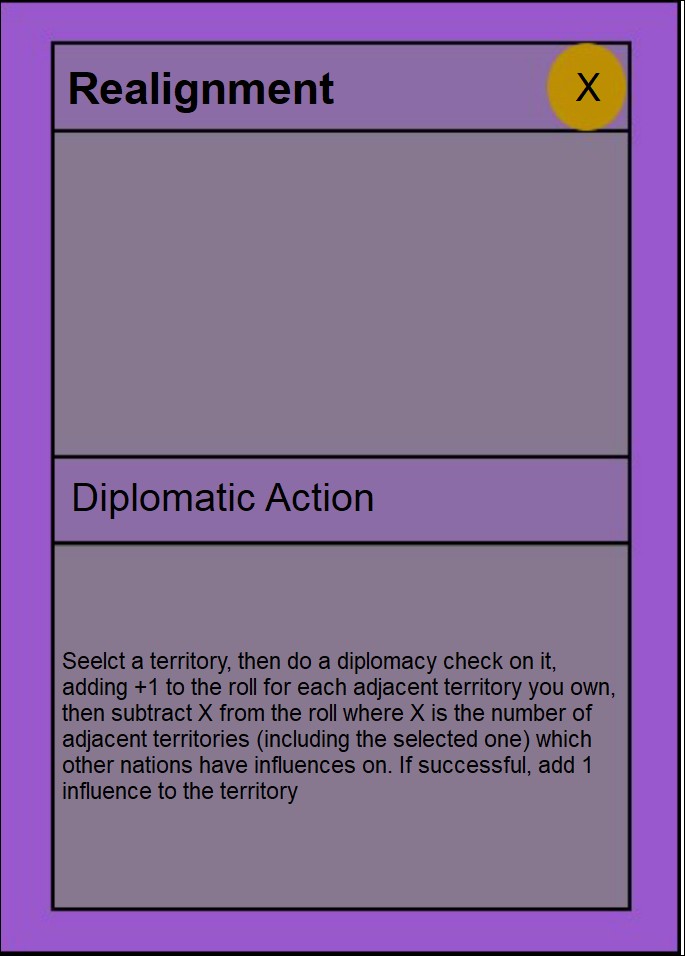 Realignment
X
Diplomatic Action
Seelct a territory, then do a diplomacy check on it,
adding +1 to the roll for each adjacent territory you own,
then subtract X from the roll where X is the number of
adjacent territories (including the selected one) which
other nations have influences on. If successful, add 1
influence to the territory